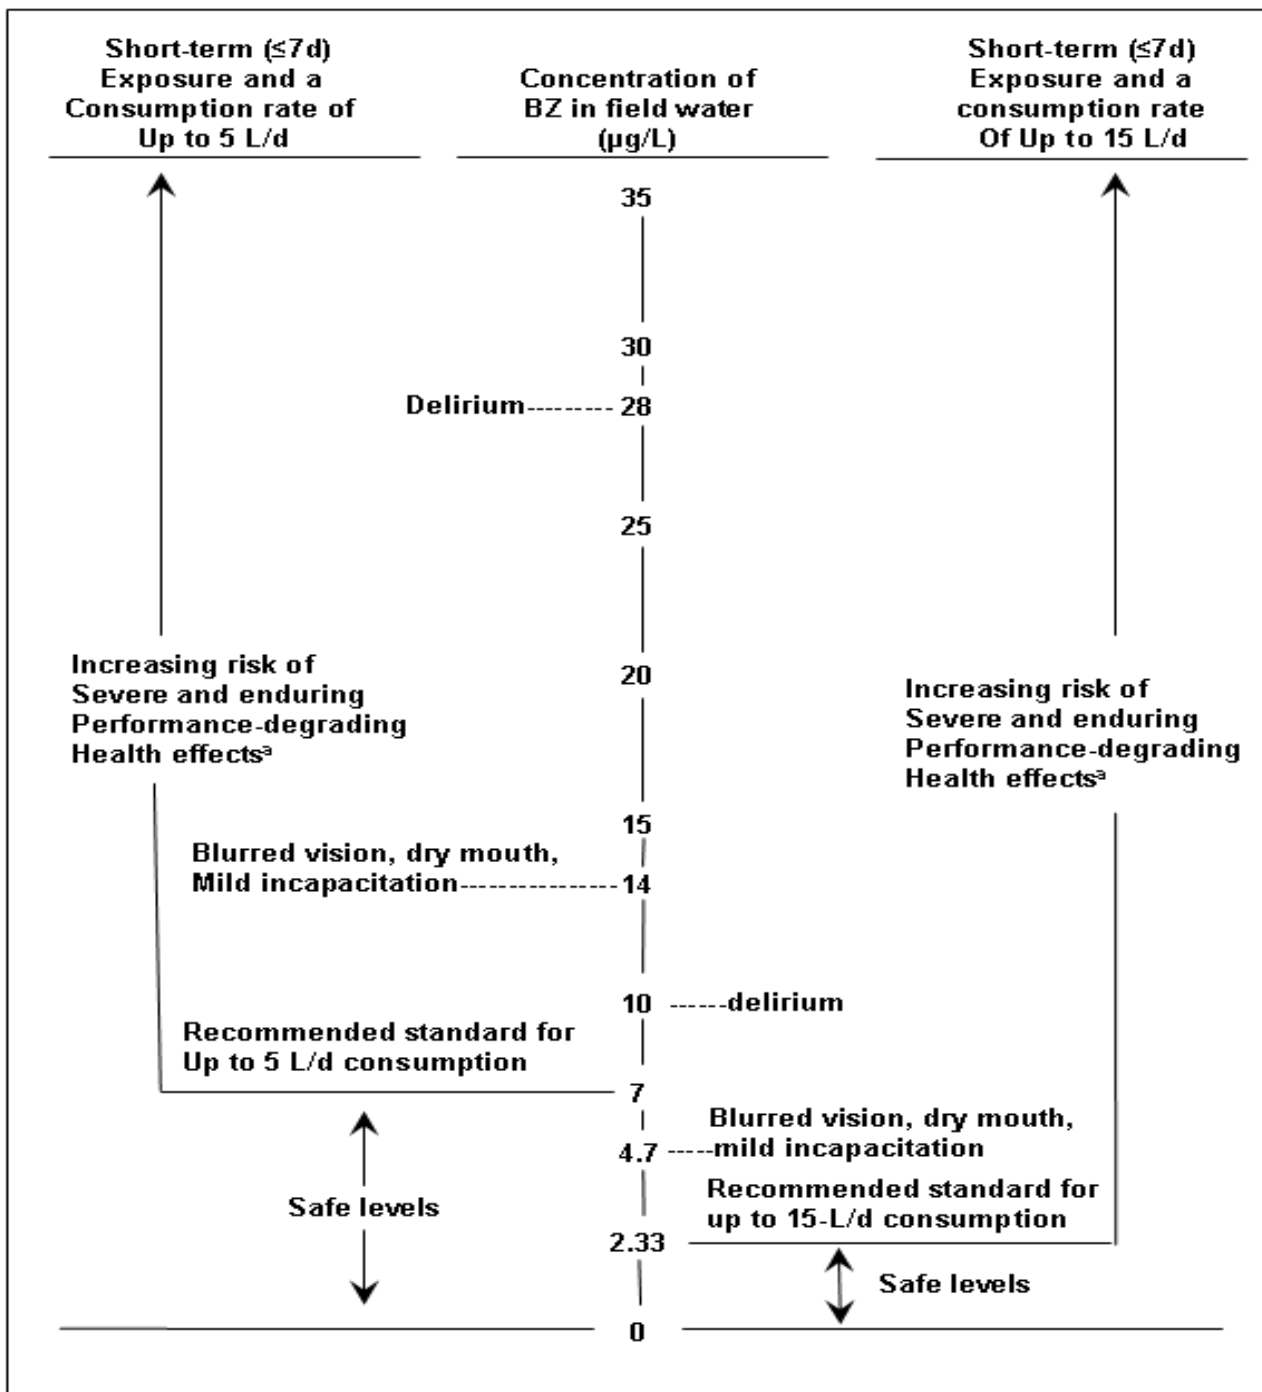 Short-term (≤7d)
Exposure and a
Consumption rate of
Up to 5 L/d
Concentration of
BZ in field water
(µg/L)
Short-term (≤7d)
Exposure and a
consumption rate
Of Up to 15 L/d
35
30
Delirium---------28
25
Increasing risk of
Severe and enduring
Performance-degrading
Health effectsᵃ
20
Increasing risk of
Severe and enduring
Performance-degrading
Health effectsᵃ
15
Blurred vision, dry mouth,
Mild incapacitation----------------14
10------delirium
Recommended standard for
Up to 5 L/d consumption
7
Blurred vision, dry mouth,
4.7-----mild incapacitation
Safe levels
Recommended standard for
up to 15-L/d consumption
2.33
Safe levels
0